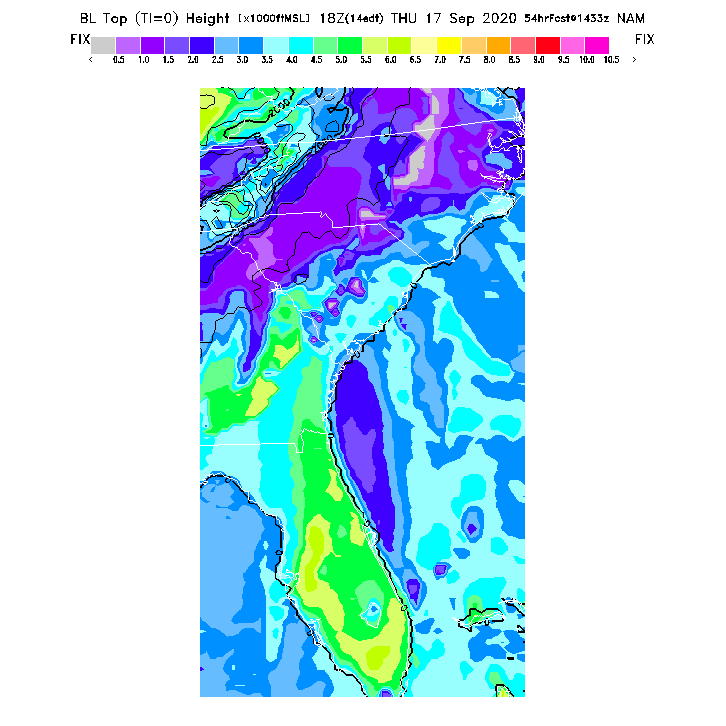 BL Top (TI=0) Height [x1000ftMSL] 18Z(14edt) THU 17 Sep 2020 54hrFcst@1433z NAM
FIX FIX
< 0.5 1.0 1.5 2.0 2.5 3.0 3.5 4.0 4.5 5.0 5.5 6.0 6.5 7.0 7.5 8.0 8.5 9.0 9.5 10.0 10.5 >
2000